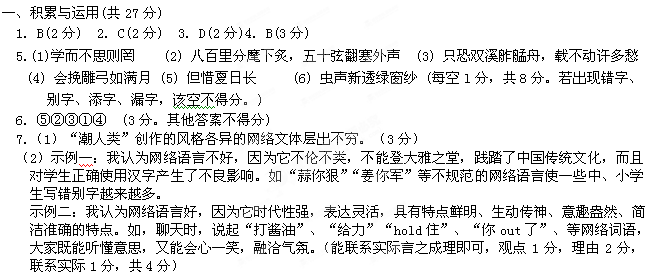 一、积累与运用(共 27 分)
1. B(2 分)  2. C(2 分)  3. D(2分)4. B(3 分)
5.(1)学而不思则罔  (2) 八百里分麾下炙，五十弦翻塞外声  (3) 只恐双溪舴艋舟，载不动许多愁
(4) 会挽雕弓如满月 (5) 但惜夏日长  (6) 虫声新透绿窗纱 (每空1分，共8分。若出现错字、
别字、添字、漏字，该空不得分。)
6. ⑤②③①④  (3 分。其他答案不得分)
7.（1）“潮人类”创作的风格各异的网络文体层出不穷。（3 分）
（2）示例一：我认为网络语言不好，因为它不伦不类，不能登大雅之堂，践踏了中国传统文化，而且
对学生正确使用汉字产生了不良影响。如“蒜你狠”“姜你军”等不规范的网络语言使一些中、小学
生写错别字越来越多。
示例二：我认为网络语言好，因为它时代性强，表达灵活，具有特点鲜明、生动传神、意趣盎然、简
洁准确的特点。如，聊天时，说起“打酱油”、“给力”“hold住”、“你out了”、等网络词语，
大家既能听懂意思，又能会心一笑，融洽气氛。（能联系实际言之成理即可，观点 1 分，理由 2 分，
联系实际 1 分，共 4 分）